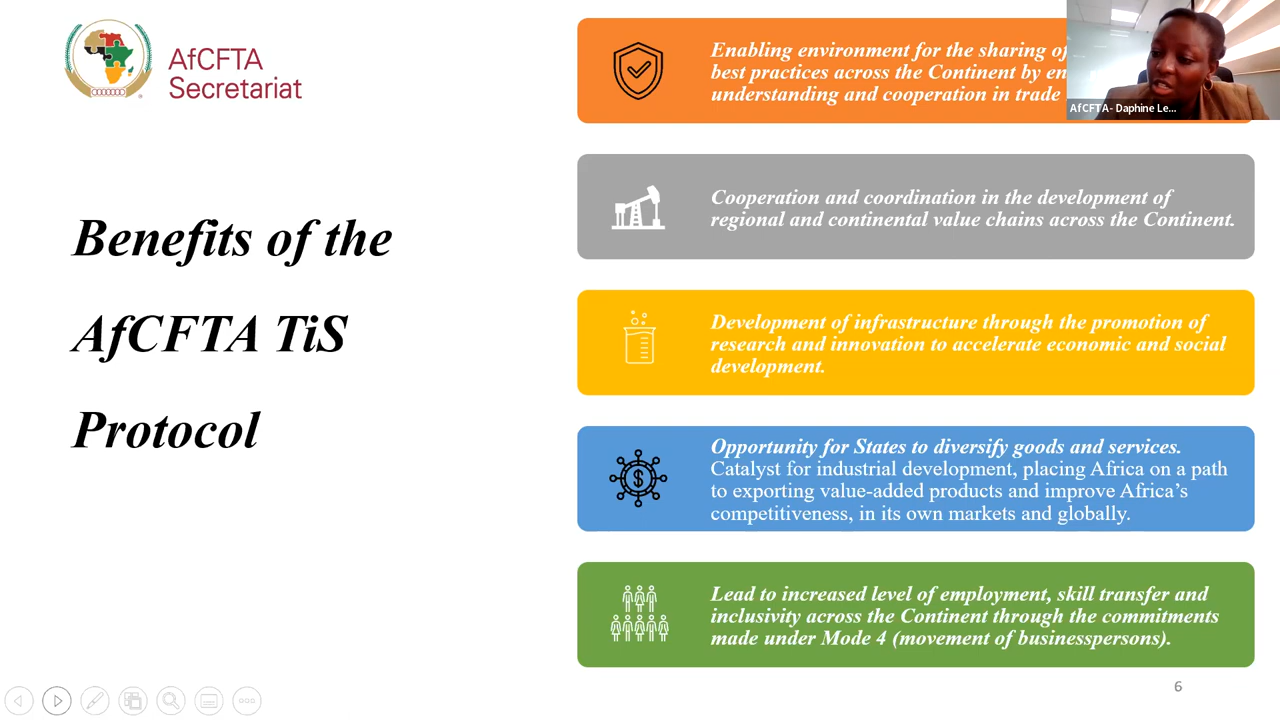 AfCFTA
Secretariat
Benefits of the
AfCFTA TiS
Protocol
Enabling environment for the sharing of
best practices across the Continent by
understanding and cooperation in trade
AfCFTA- Daphine Le...
Cooperation and coordination in the development of
regional and continental value chains across the Continent.
Development of infrastructure through the promotion of
research and innovation to accelerate economic and social
development.
$
Opportunity for States to diversify goods and services.
Catalyst for industrial development, placing Africa on a path
to exporting value-added products and improve Africa’s
competitiveness, in its own markets and globally.
Lead to increased level of employment, skill transfer and
inclusivity across the Continent through the commitments
made under Mode 4 (movement of businesspersons).
6